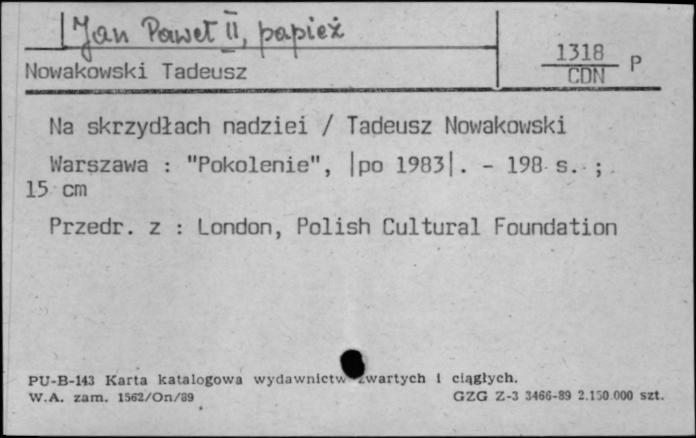 Jan Paweł II, papież
Nowakowski Tadeusz
1318
CDN P
Na skrzydłach nadziei / Tadeusz Nowakowski
Warszawa : "Pokolenie", |po 1983|. - 198 s. ;
15 cm
Przedr. z : London, Polish Cultural Foundation
PU-B-143 Karta katalogowa wydawnictw zwartych i ciągłych.
W.A. zam. 1562/On/89 GZG Z-3 3466-89 2.150.000 szt.